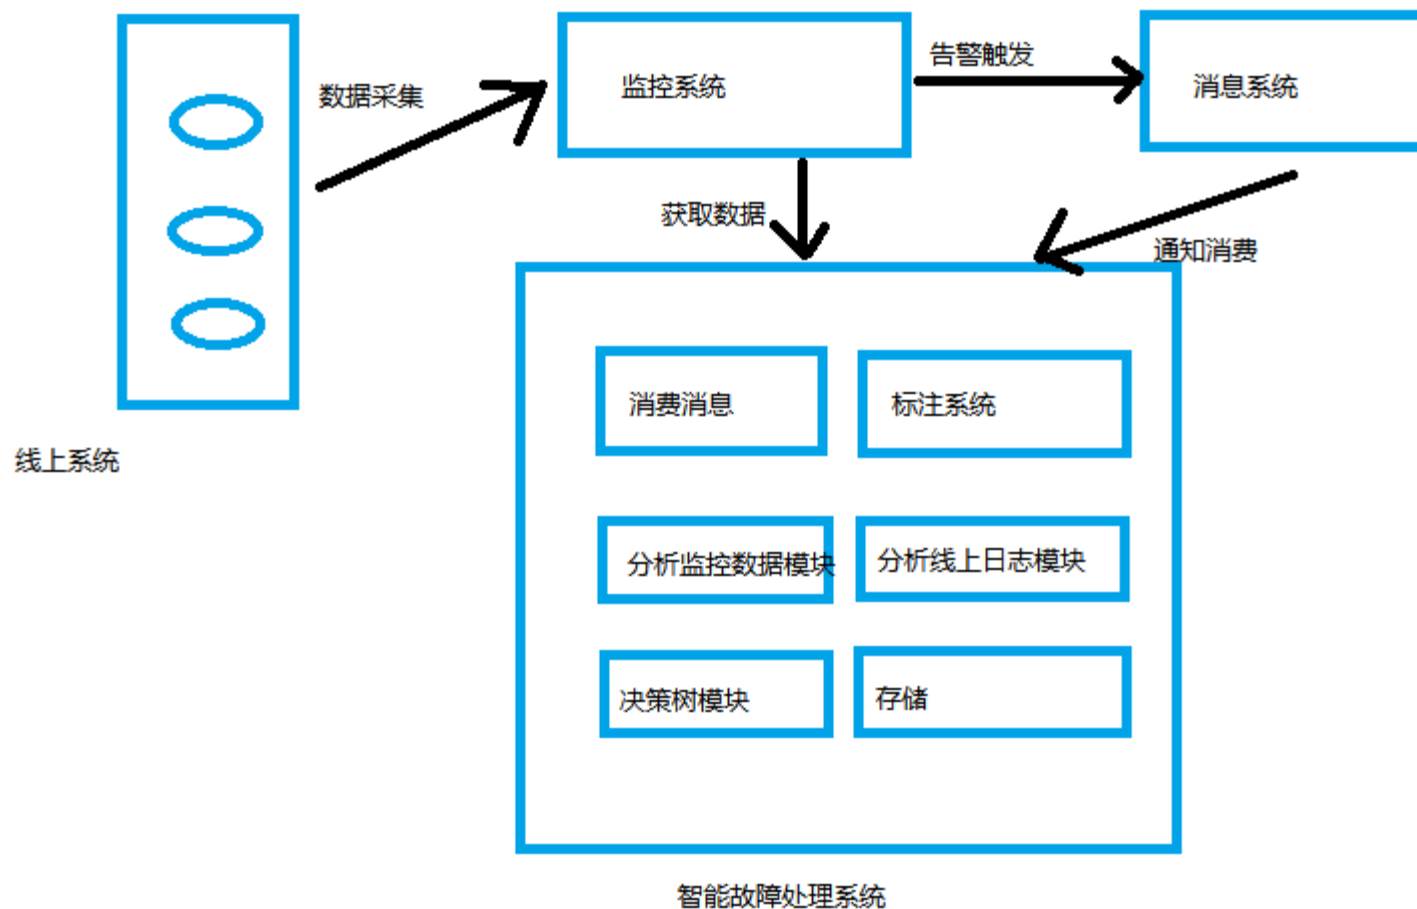 数据采集
监控系统
告警触发
消息系统
获取数据
通知消费
线上系统
消费消息
标注系统
分析监控数据模块
分析线上日志模块
决策树模块
存储
智能故障处理系统